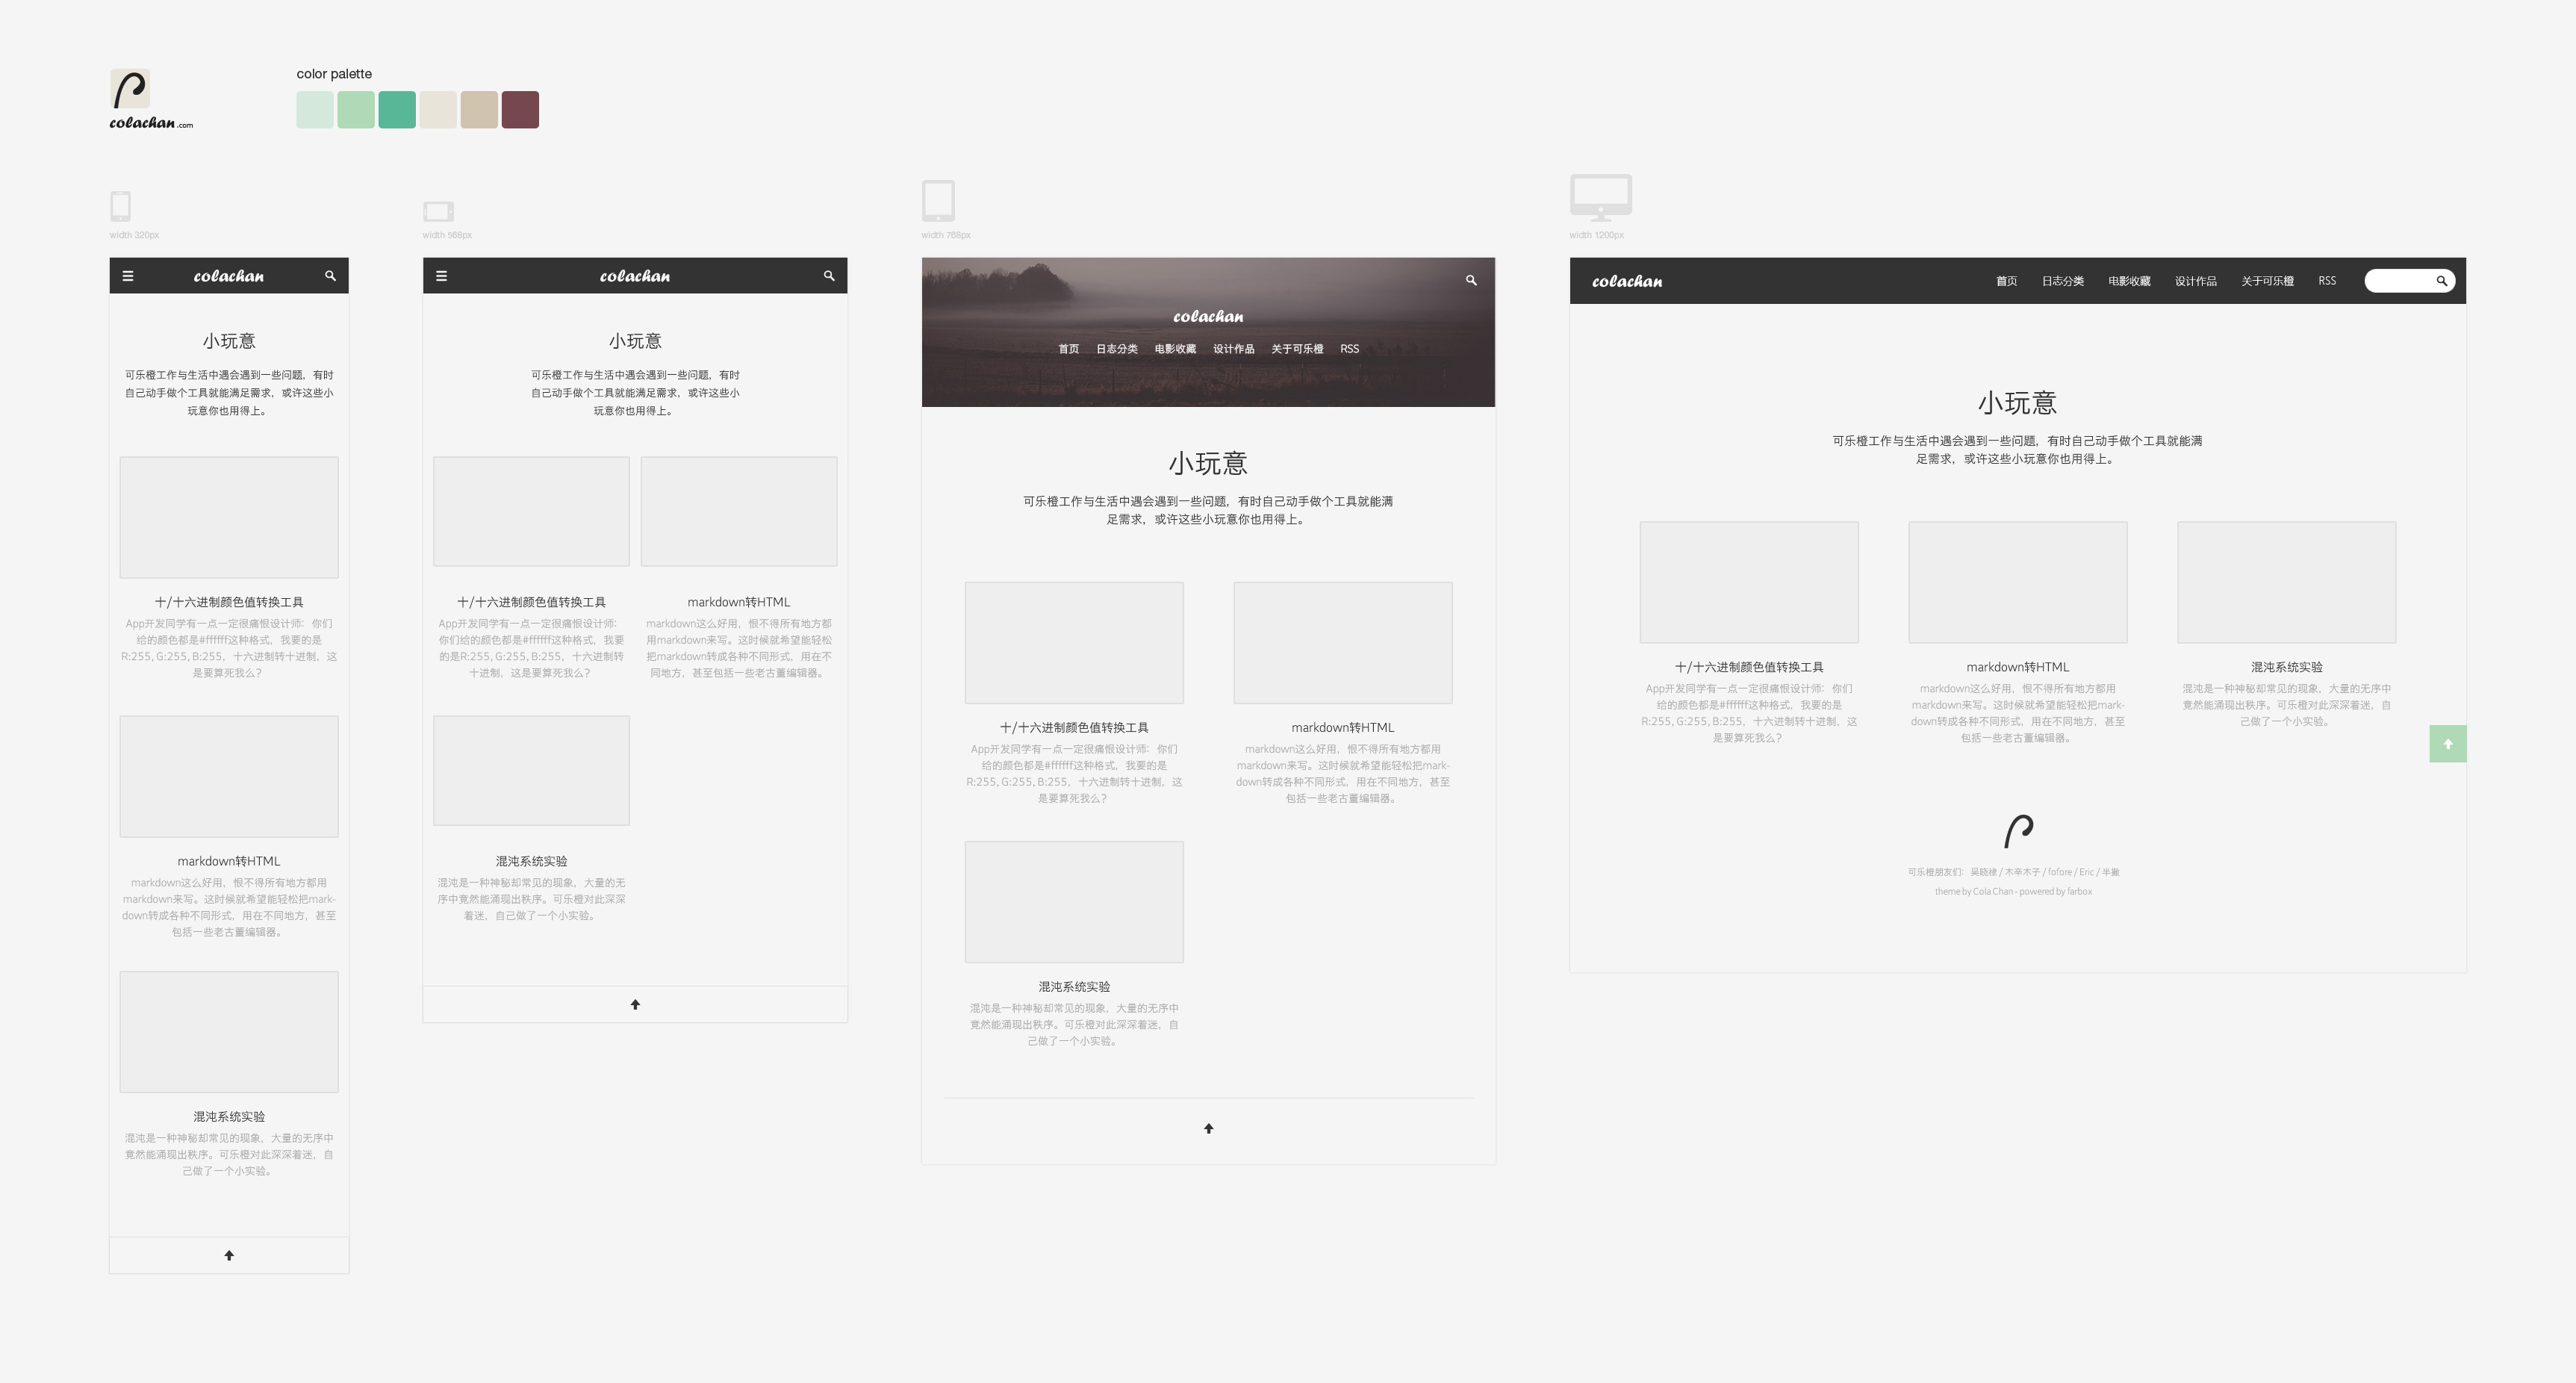 colachan.com
color palette
width 320px
colachan
小玩意
可乐橙工作与生活中遇会遇到一些问题，有时
自己动手做个工具就能满足需求，或许这些小
玩意你也用得上。
十/十六进制颜色值转换工具
App开发同学有一点一定很痛恨设计师：你们
给的颜色都是#ffffff这种格式，我要的是
R:255, G:255, B:255，十六进制转十进制，这
是要算死我么？
markdown转HTML
markdown这么好用，恨不得所有地方都用
markdown来写。这时候就希望能轻松把mark-
down转成各种不同形式，用在不同地方，甚至
包括一些老古董编辑器。
混沌系统实验
混沌是一种神秘却常见的现象，大量的无序中
竟然能涌现出秩序。可乐橙对此深深着迷，自
己做了一个小实验。
width 568px
colachan
小玩意
可乐橙工作与生活中遇会遇到一些问题，有时
自己动手做个工具就能满足需求，或许这些小
玩意你也用得上。
十/十六进制颜色值转换工具
App开发同学有一点一定很痛恨设计师：
你们给的颜色都是#ffffff这种格式，我要
的是R:255, G:255, B:255，十六进制转
十进制，这是要算死我么？
markdown转HTML
markdown这么好用，恨不得所有地方都
用markdown来写。这时候就希望能轻松
把markdown转成各种不同形式，用在不
同地方，甚至包括一些老古董编辑器。
混沌系统实验
混沌是一种神秘却常见的现象，大量的无
序中竟然能涌现出秩序。可乐橙对此深深
着迷，自己做了一个小实验。
width 768px
colachan
首页 日志分类 电影收藏 设计作品 关于可乐橙 RSS
小玩意
可乐橙工作与生活中遇会遇到一些问题，有时自己动手做个工具就能满
足需求，或许这些小玩意你也用得上。
十/十六进制颜色值转换工具
App开发同学有一点一定很痛恨设计师：你们
给的颜色都是#ffffff这种格式，我要的是
R:255, G:255, B:255，十六进制转十进制，这
是要算死我么？
markdown转HTML
markdown这么好用，恨不得所有地方都用
markdown来写。这时候就希望能轻松把mark-
down转成各种不同形式，用在不同地方，甚至
包括一些老古董编辑器。
混沌系统实验
混沌是一种神秘却常见的现象，大量的无序中
竟然能涌现出秩序。可乐橙对此深深着迷，自
己做了一个小实验。
width 1200px
colachan 首页 日志分类 电影收藏 设计作品 关于可乐橙 RSS
小玩意
可乐橙工作与生活中遇会遇到一些问题，有时自己动手做个工具就能满
足需求，或许这些小玩意你也用得上。
十/十六进制颜色值转换工具
App开发同学有一点一定很痛恨设计师：你们
给的颜色都是#ffffff这种格式，我要的是
R:255, G:255, B:255，十六进制转十进制，这
是要算死我么？
markdown转HTML
markdown这么好用，恨不得所有地方都用
markdown来写。这时候就希望能轻松把mark-
down转成各种不同形式，用在不同地方，甚至
包括一些老古董编辑器。
混沌系统实验
混沌是一种神秘却常见的现象，大量的无序中
竟然能涌现出秩序。可乐橙对此深深着迷，自
己做了一个小实验。
可乐橙朋友们： / 木辛木子 / fofore / Eric /
theme by Cola Chan - powered by farbox